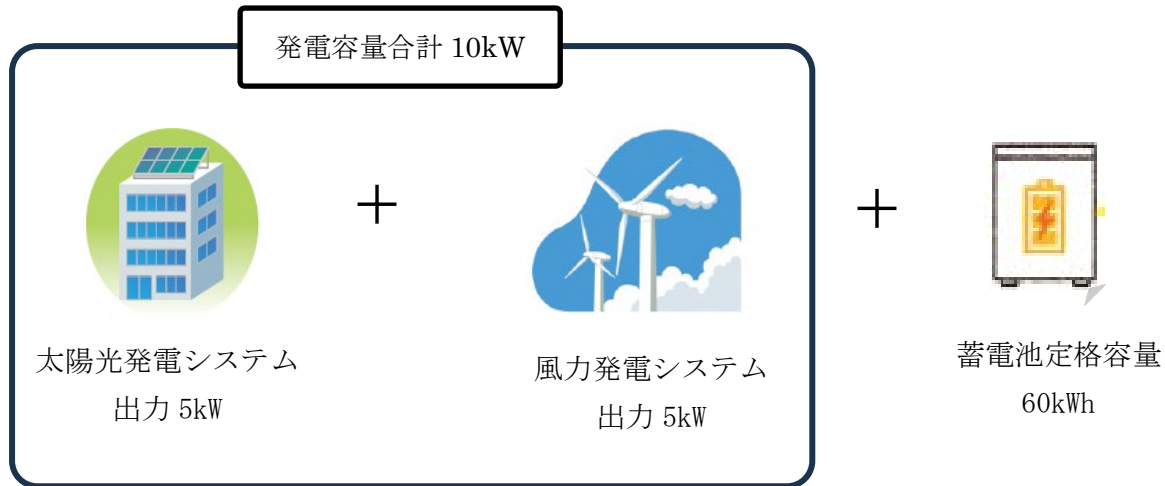 発電容量合計 10kW
＋
＋
太陽光発電システム
出力 5kW
風力発電システム
出力 5kW
蓄電池定格容量
60kWh